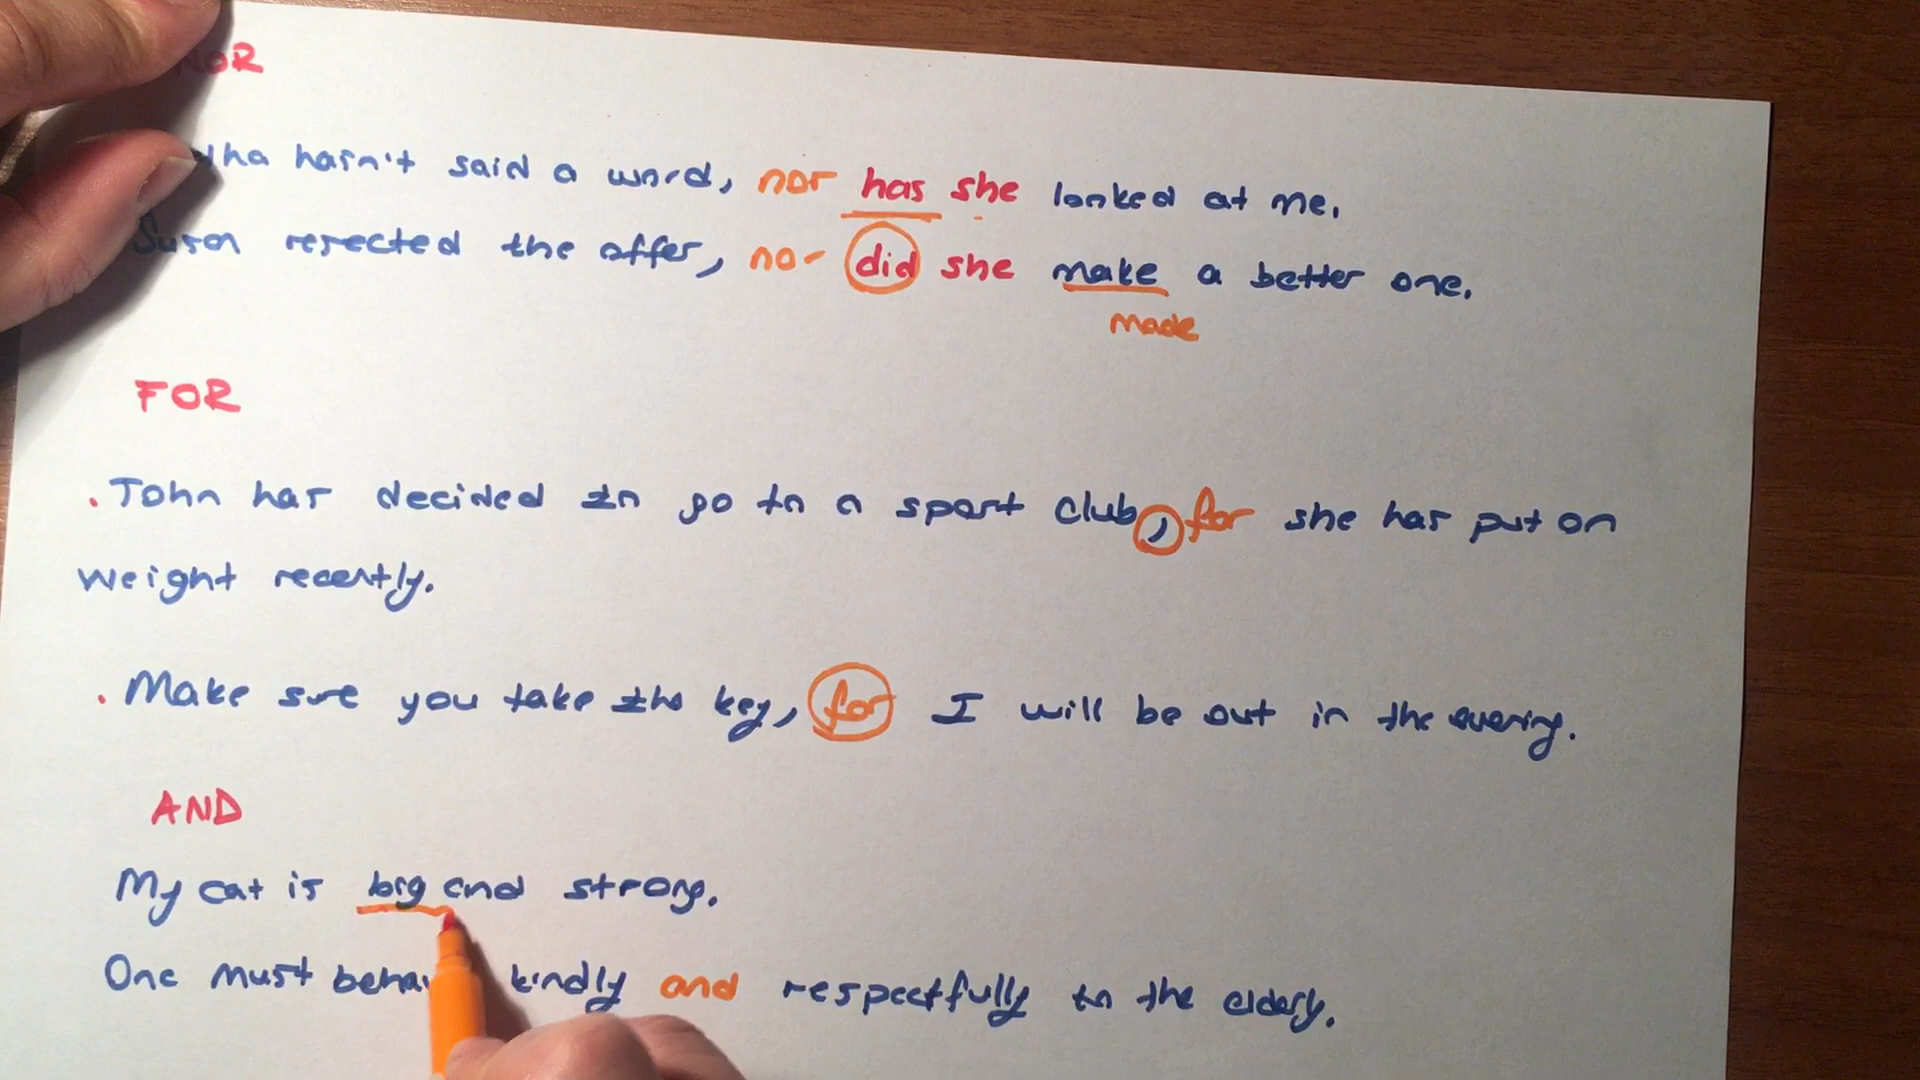 NOR
hasn't said a word, nor has she looked at me.
Susan rejected the offer, nor did she make a better one.
made
FOR
. John has decided to go to a sport club, for she has put on
weight recently.
. Make sure you take the key, for I will be out in the evening.
AND
My cat is big and strong.
One must kindly and respectfully to the elderly.